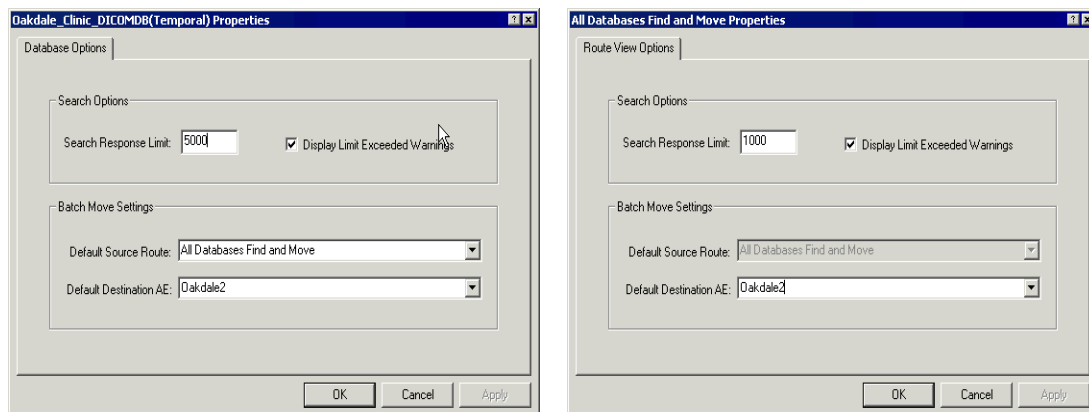 Oakdale_Clinic_DICOMDB(Temporal) Properties
Database Options
Search Options
Search Response Limit: 5000
Display Limit Exceeded Warnings
Batch Move Settings
Default Source Route: All Databases Find and Move
Default Destination AE: Oakdale2
OK Cancel Apply
All Databases Find and Move Properties
Route View Options
Search Options
Search Response Limit: 1000
Display Limit Exceeded Warnings
Batch Move Settings
Default Source Route: All Databases Find and Move
Default Destination AE: Oakdale2
OK Cancel Apply